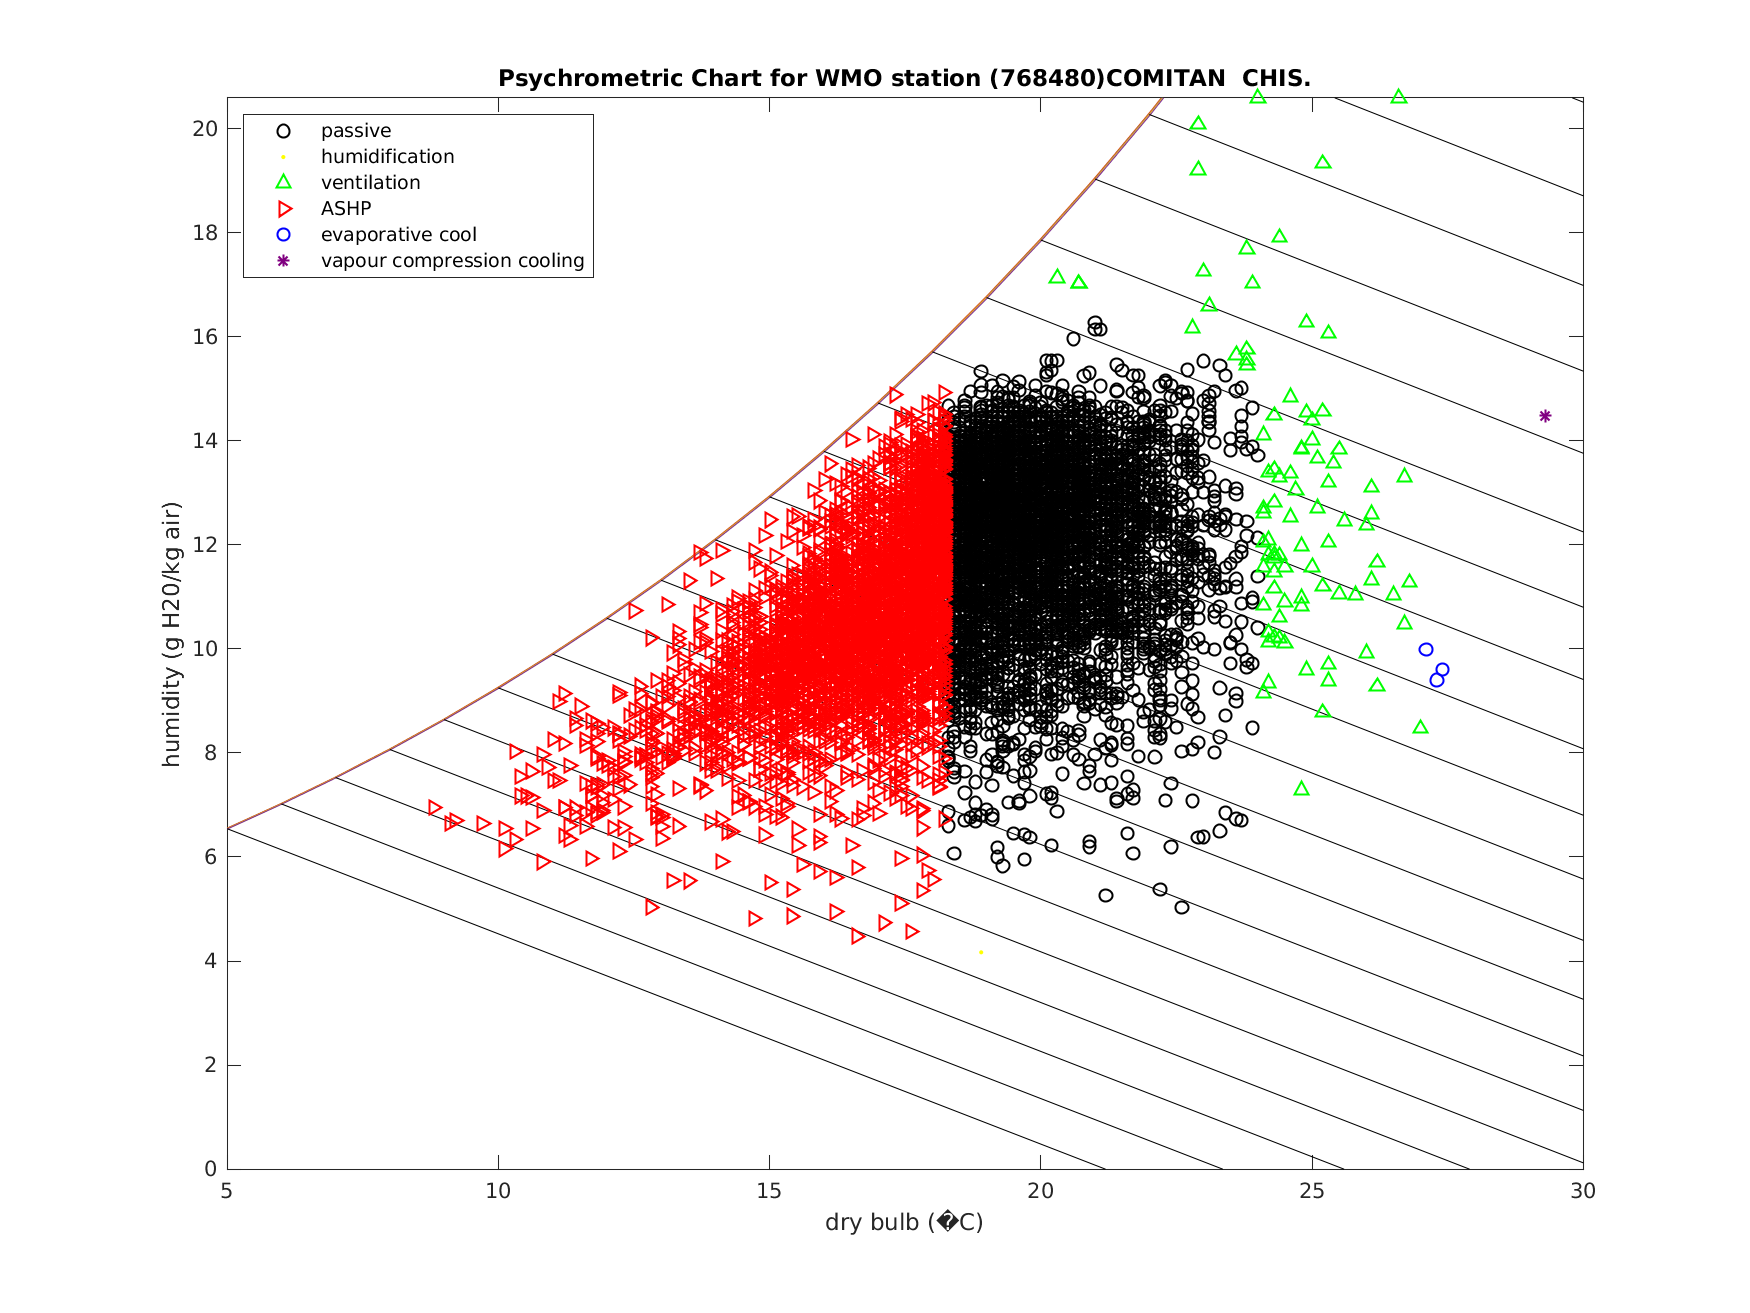 Psychrometric Chart for WMO station (768480)COMITAN  CHIS.
passive
humidification
ventilation
ASHP
evaporative cool
vapour compression cooling
20
18
16
14
12
10
8
6
4
2
0
humidity (g H20/kg air)
5 10 15 20 25 30
dry bulb (�C)